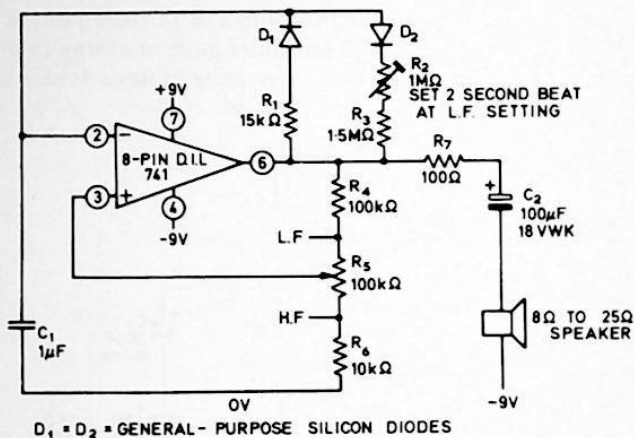 D1
D2
R2
1MΩ
SET 2 SECOND BEAT
AT L.F. SETTING
R1
15kΩ
R3
1·5MΩ
+9V
7
2
-
8-PIN D.I.L
741
6
3
+
4
-9V
R7
100Ω
R4
100kΩ
+
C2
100µF
18 VWK
L.F
R5
100kΩ
H.F
8Ω TO 25Ω
SPEAKER
C1
1µF
R6
10kΩ
0V
-9V
D1 = D2 = GENERAL- PURPOSE SILICON DIODES